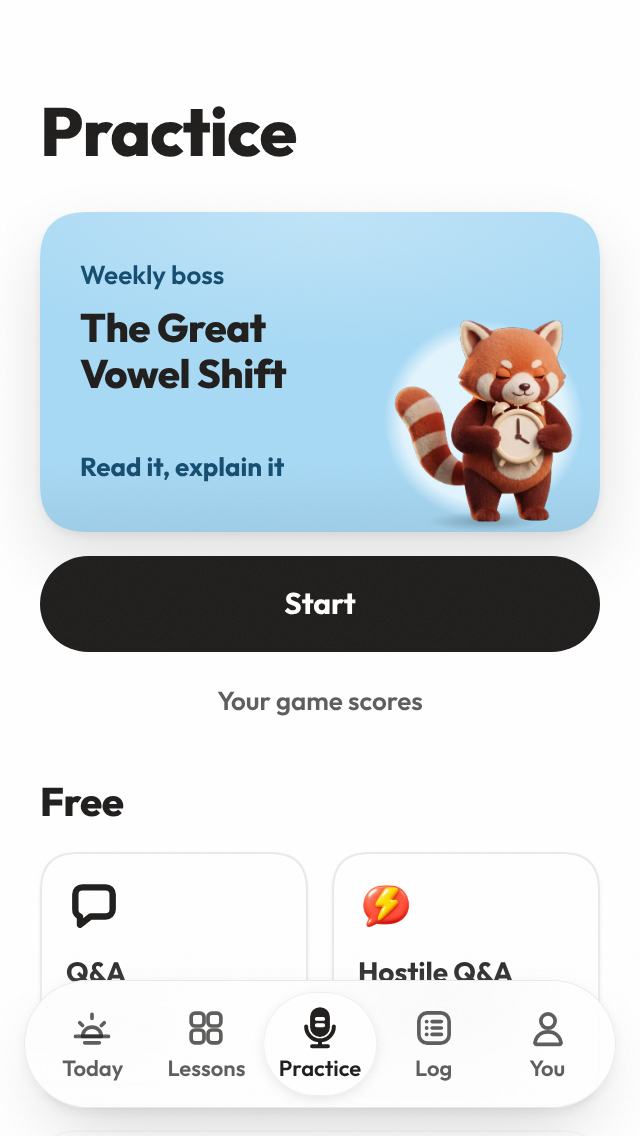 Practice
Weekly boss
The Great
Vowel Shift
Read it, explain it
Start
Your game scores
Free
Q&A
Hostile Q&A
Today
Lessons
Practice
Log
You